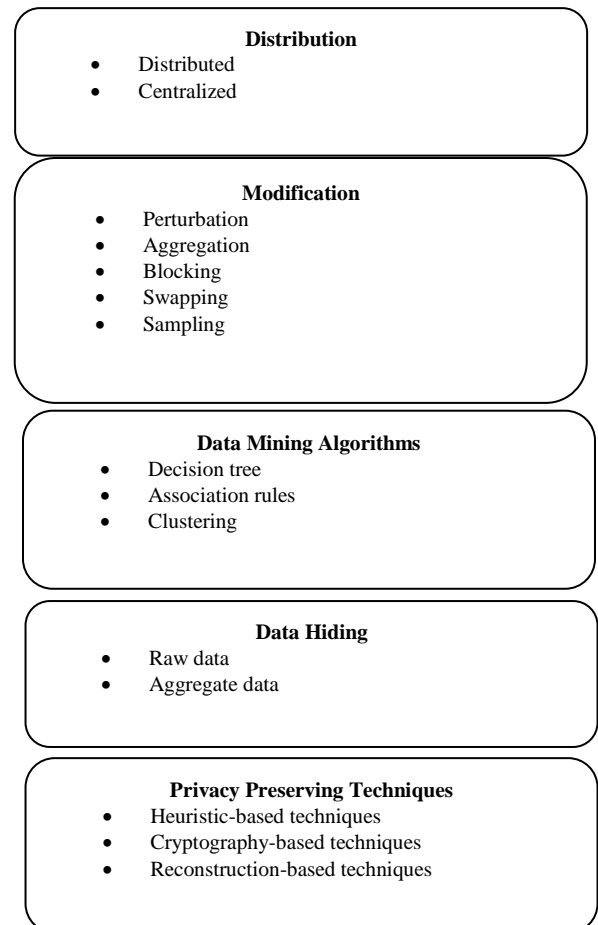 Distribution
• Distributed
• Centralized
Modification
• Perturbation
• Aggregation
• Blocking
• Swapping
• Sampling
Data Mining Algorithms
• Decision tree
• Association rules
• Clustering
Data Hiding
• Raw data
• Aggregate data
Privacy Preserving Techniques
• Heuristic-based techniques
• Cryptography-based techniques
• Reconstruction-based techniques